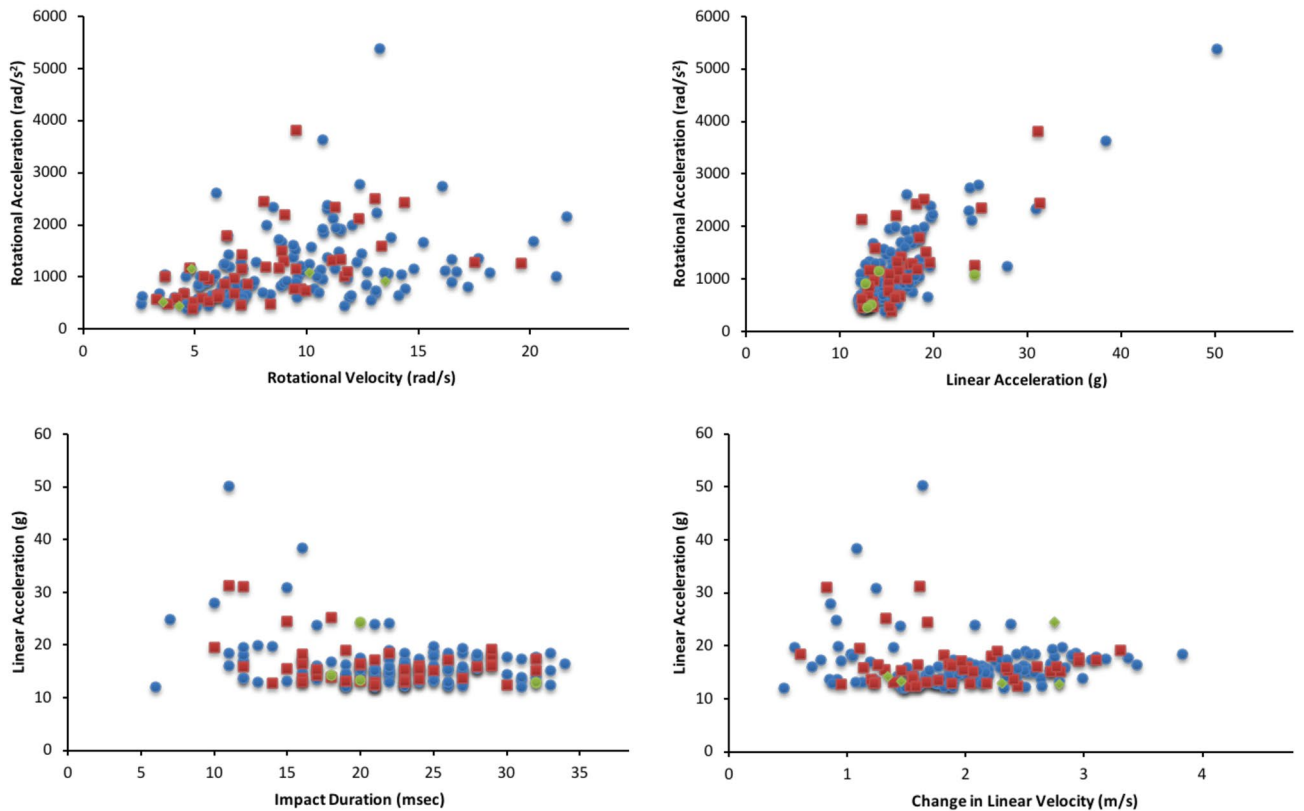 Rotational Acceleration (rad/s²)
6000
5000
4000
3000
2000
1000
0
0 5 10 15 20
Rotational Velocity (rad/s)
Rotational Acceleration (rad/s²)
6000
5000
4000
3000
2000
1000
0
0 10 20 30 40 50
Linear Acceleration (g)
Linear Acceleration (g)
60
50
40
30
20
10
0
0 5 10 15 20 25 30 35
Impact Duration (msec)
Linear Acceleration (g)
60
50
40
30
20
10
0
0 1 2 3 4
Change in Linear Velocity (m/s)